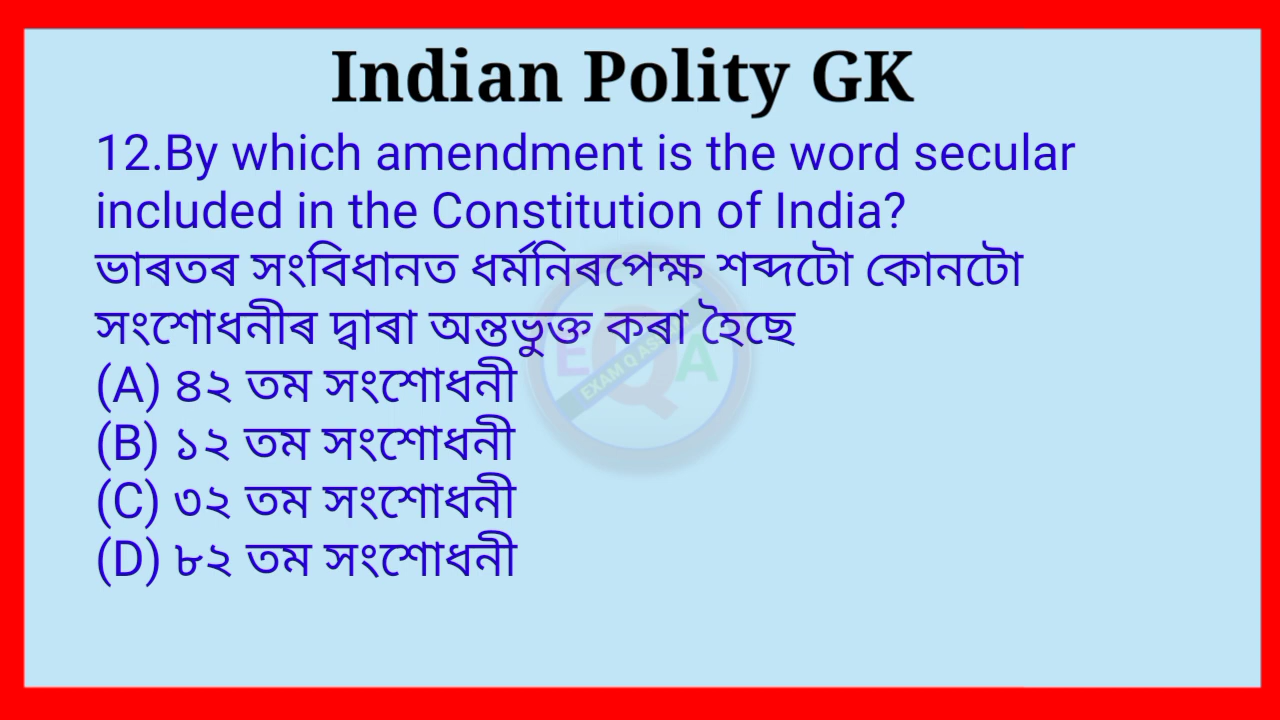 Indian Polity GK
12.By which amendment is the word secular
included in the Constitution of India?
ভাৰতৰ সংবিধানত ধৰ্মনিৰপেক্ষ শব্দটো কোনটো
সংশোধনীৰ দ্বাৰা অন্তভুক্ত কৰা হৈছে
(A) ৪২ তম সংশোধনী
(B) ১২ তম সংশোধনী
(C) ৩২ তম সংশোধনী
(D) ৮২ তম সংশোধনী
EQA